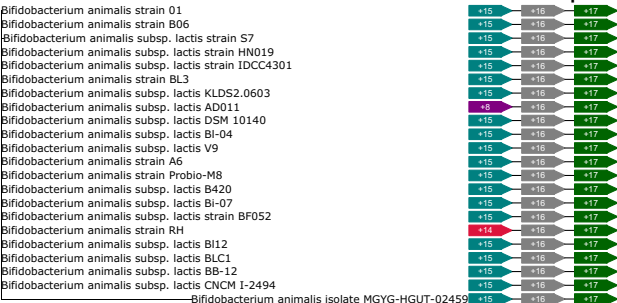 Bifidobacterium animalis strain 01 +15 +16 +17
Bifidobacterium animalis strain B06 +15 +16 +17
Bifidobacterium animalis subsp. lactis strain S7 +15 +16 +17
Bifidobacterium animalis subsp. lactis strain HN019 +15 +16 +17
Bifidobacterium animalis subsp. lactis strain IDCC4301 +15 +16 +17
Bifidobacterium animalis strain BL3 +15 +16 +17
Bifidobacterium animalis subsp. lactis KLDS2.0603 +15 +16 +17
Bifidobacterium animalis subsp. lactis AD011 +8 +16 +17
Bifidobacterium animalis subsp. lactis DSM 10140 +15 +16 +17
Bifidobacterium animalis subsp. lactis Bl-04 +15 +16 +17
Bifidobacterium animalis subsp. lactis V9 +15 +16 +17
Bifidobacterium animalis strain A6 +15 +16 +17
Bifidobacterium animalis strain Probio-M8 +15 +16 +17
Bifidobacterium animalis subsp. lactis B420 +15 +16 +17
Bifidobacterium animalis subsp. lactis Bi-07 +15 +16 +17
Bifidobacterium animalis subsp. lactis strain BF052 +15 +16 +17
Bifidobacterium animalis strain RH +14 +16 +17
Bifidobacterium animalis subsp. lactis Bl12 +15 +16 +17
Bifidobacterium animalis subsp. lactis BLC1 +15 +16 +17
Bifidobacterium animalis subsp. lactis BB-12 +15 +16 +17
Bifidobacterium animalis subsp. lactis CNCM I-2494 +15 +16 +17
Bifidobacterium animalis isolate MGYG-HGUT-02459 +15 +16 +17